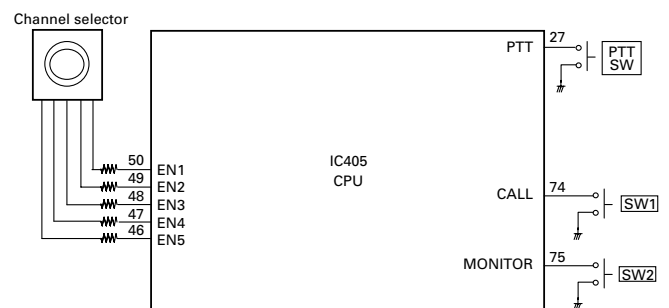 Channel selector
50 EN1
49 EN2
48 EN3
47 EN4
46 EN5
IC405
CPU
PTT 27
PTT
SW
CALL 74
SW1
MONITOR 75
SW2